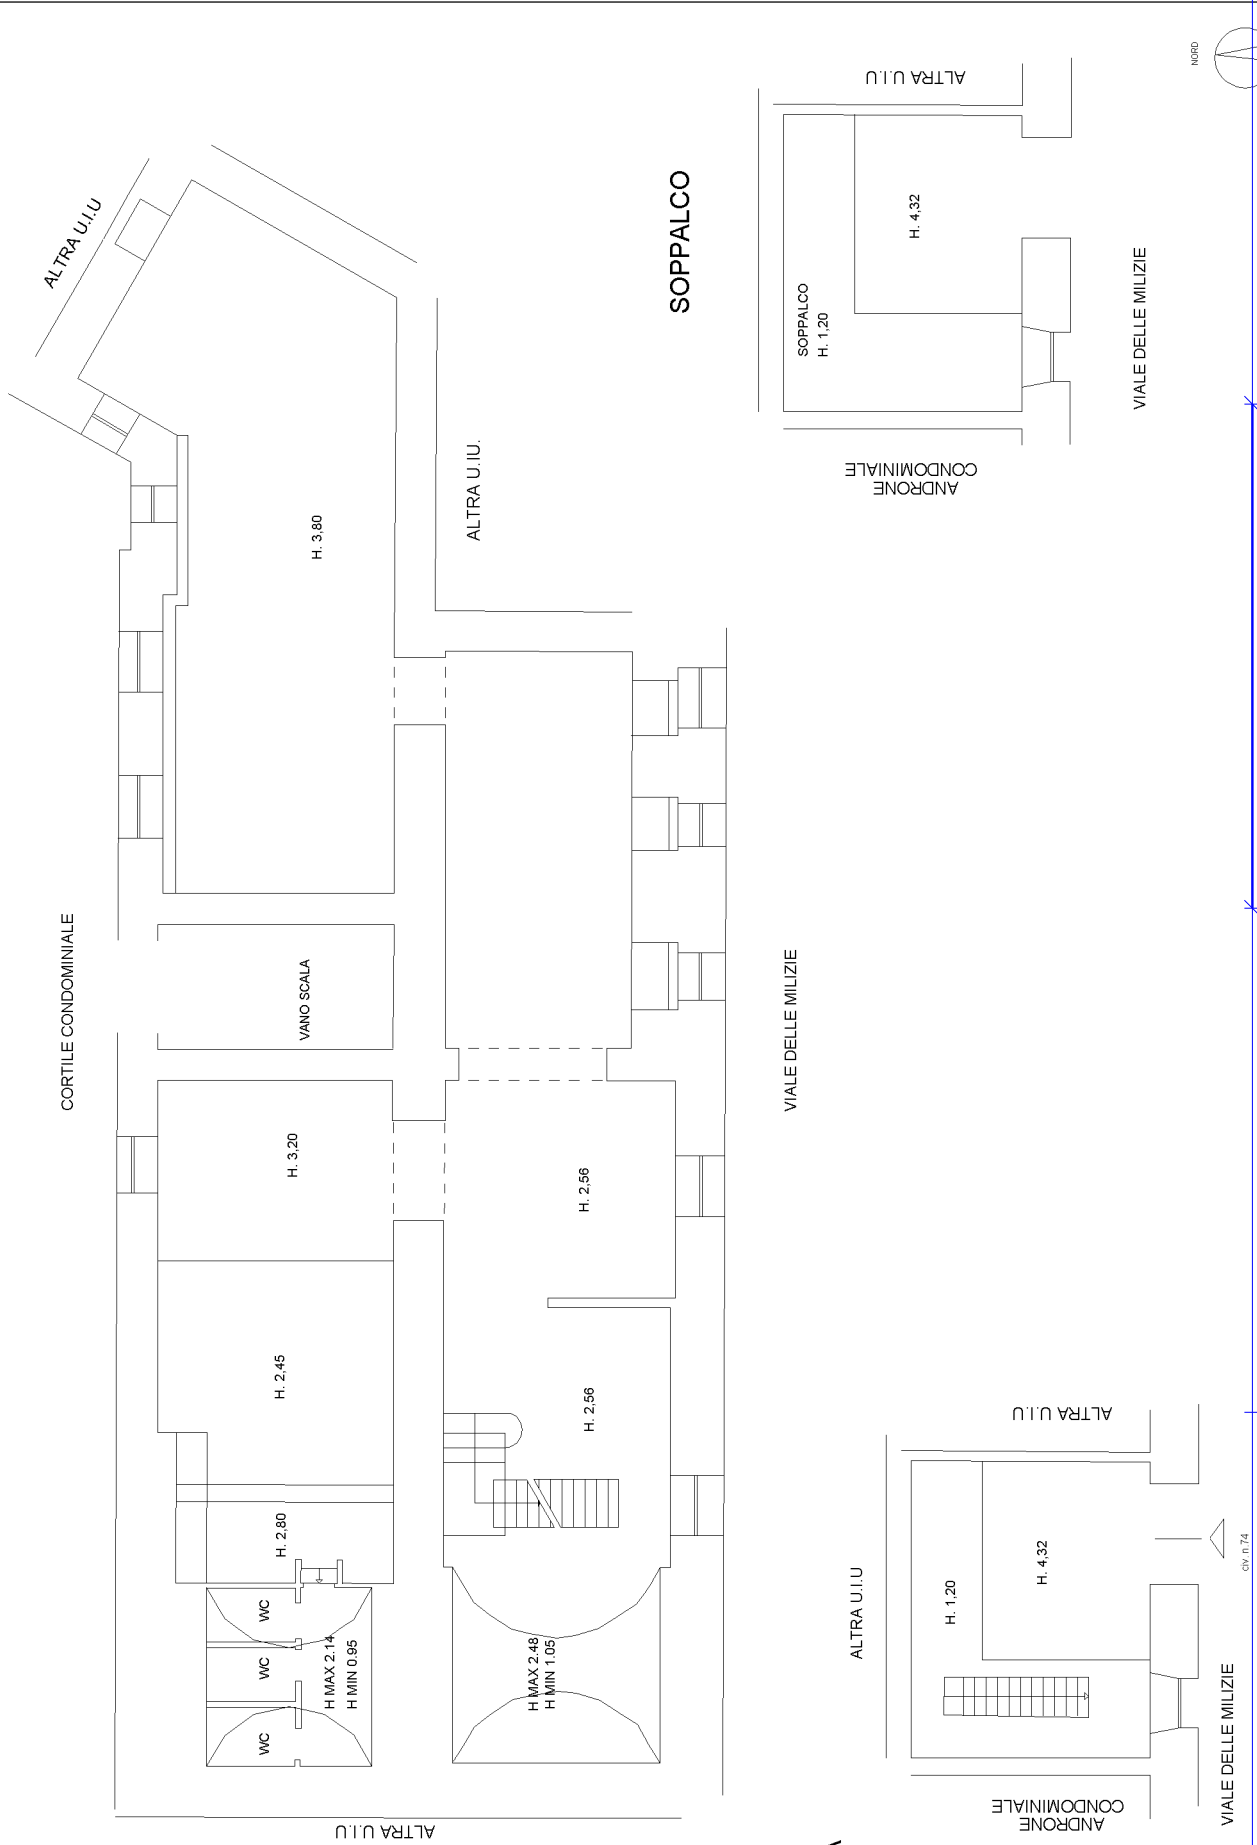 NORD
ALTRA U.I.U
ALTRA U.I.U
SOPPALCO
H. 4,32
SOPPALCO
H. 1,20
VIALE DELLE MILIZIE
ANDRONE
CONDOMINIALE
H. 3,80
ALTRA U.IU.
CORTILE CONDOMINIALE
VANO SCALA
VIALE DELLE MILIZIE
H. 3,20
H. 2,56
H. 2,45
H. 2,56
H. 2,80
WC
WC
WC
H MAX 2.14
H MIN 0.95
H MAX 2.48
H MIN 1.05
ALTRA U.I.U
ALTRA U.I.U
ALTRA U.I.U
H. 1,20
H. 4,32
civ. n.74
VIALE DELLE MILIZIE
ANDRONE
CONDOMINIALE